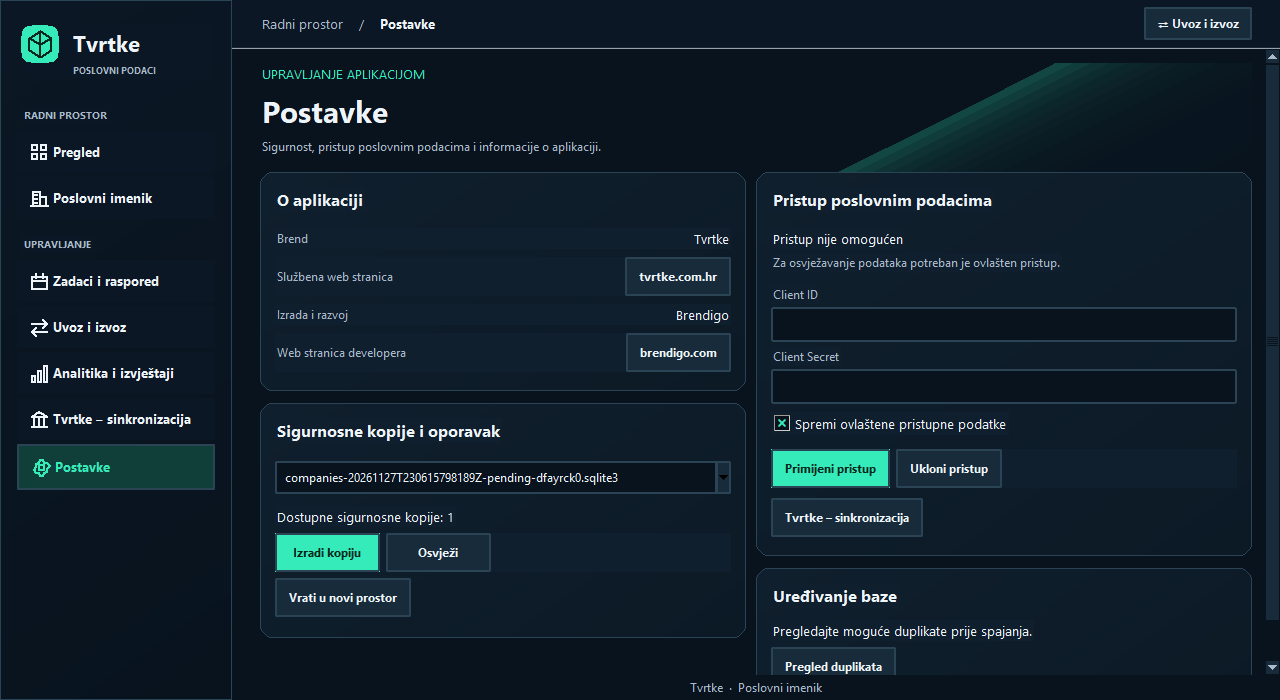 Tvrtke
POSLOVNI PODACI
RADNI PROSTOR
Pregled
Poslovni imenik
UPRAVLJANJE
Zadaci i raspored
Uvoz i izvoz
Analitika i izvještaji
Tvrtke – sinkronizacija
Postavke
Radni prostor / Postavke
⇄ Uvoz i izvoz
UPRAVLJANJE APLIKACIJOM
Postavke
Sigurnost, pristup poslovnim podacima i informacije o aplikaciji.
O aplikaciji
Brend Tvrtke
Službena web stranica tvrtke.com.hr
Izrada i razvoj Brendigo
Web stranica developera brendigo.com
Sigurnosne kopije i oporavak
companies-20261127T230615798189Z-pending-dfayrck0.sqlite3
Dostupne sigurnosne kopije: 1
Izradi kopiju Osvježi
Vrati u novi prostor
Pristup poslovnim podacima
Pristup nije omogućen
Za osvježavanje podataka potreban je ovlašten pristup.
Client ID
Client Secret
Spremi ovlaštene pristupne podatke
Primijeni pristup Ukloni pristup
Tvrtke – sinkronizacija
Uređivanje baze
Pregledajte moguće duplikate prije spajanja.
Pregled duplikata
Tvrtke · Poslovni imenik